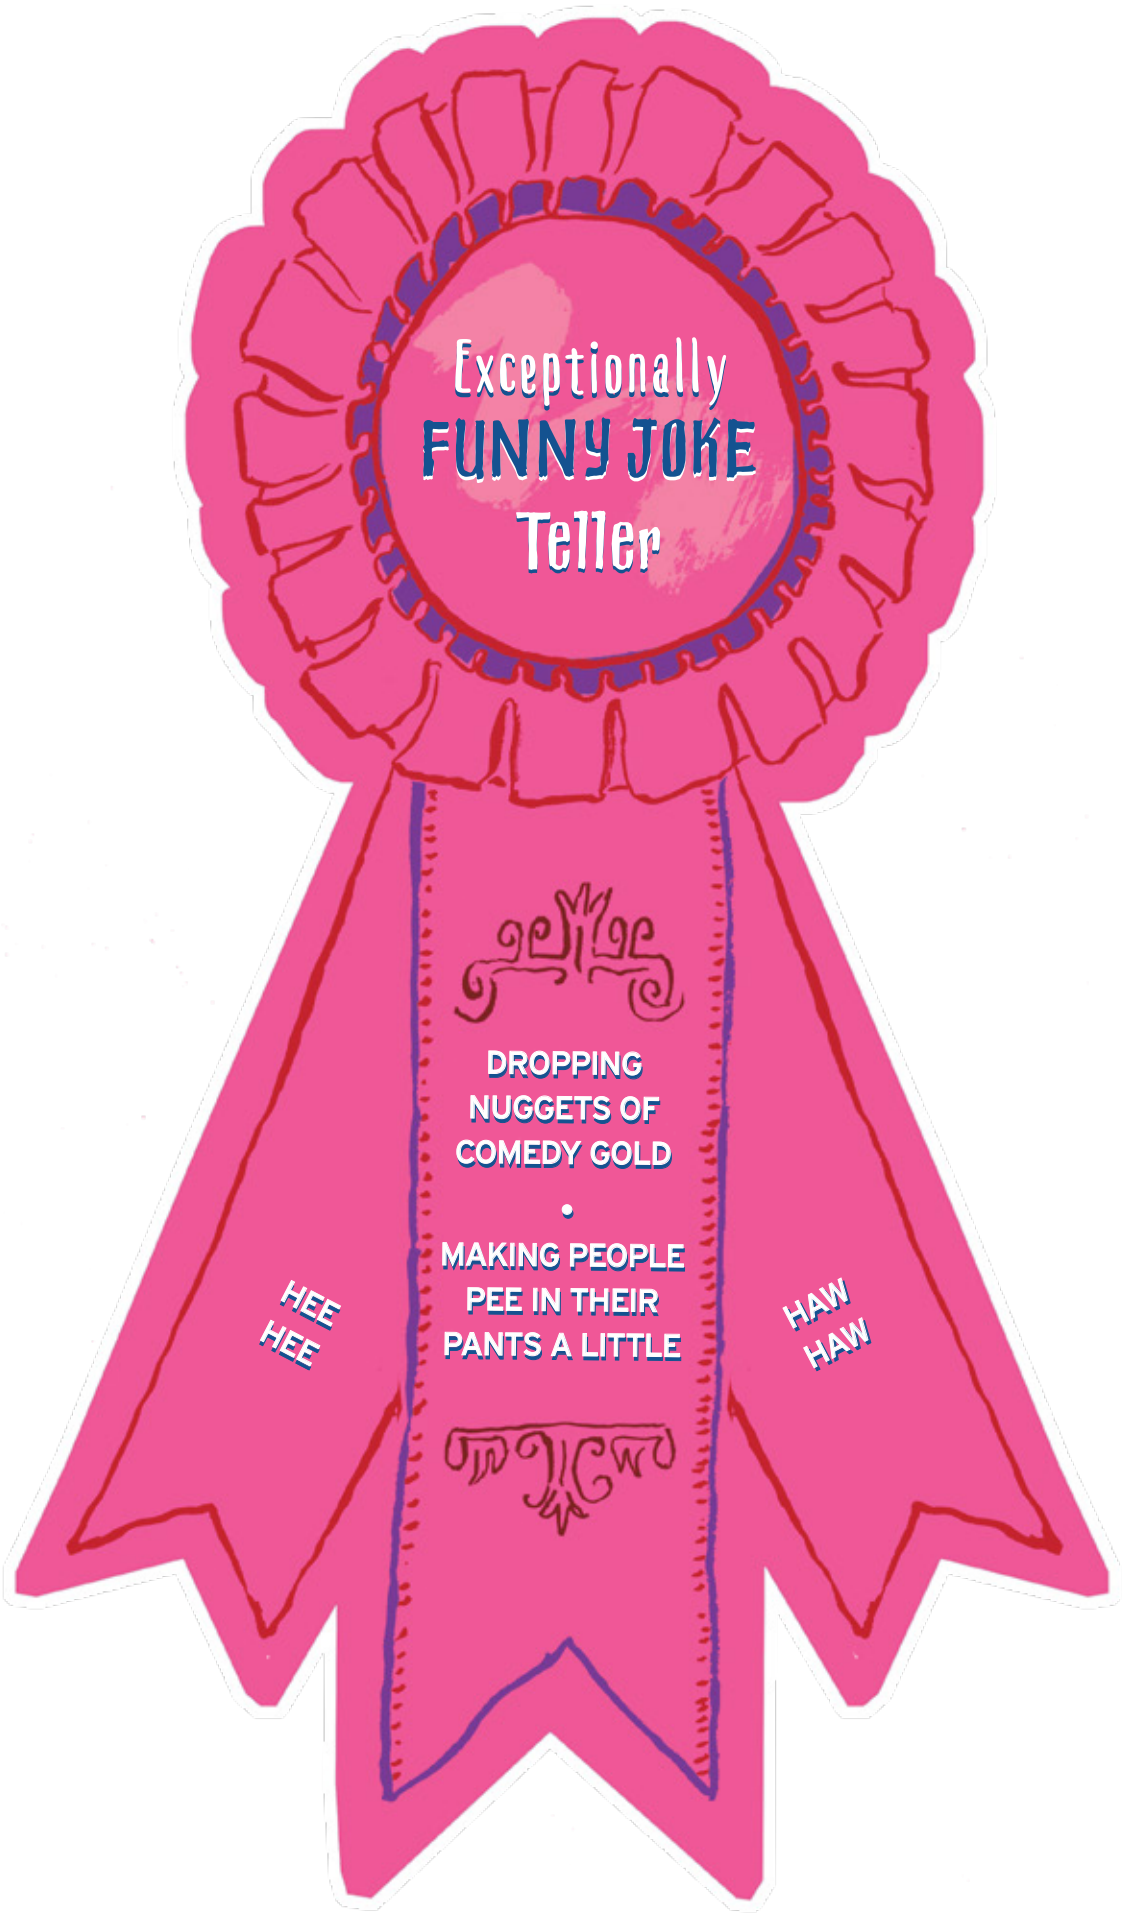 Exceptionally
FUNNY JOKE
Teller
DROPPING
NUGGETS OF
COMEDY GOLD
•
MAKING PEOPLE
PEE IN THEIR
PANTS A LITTLE
HEE
HEE
HAW
HAW